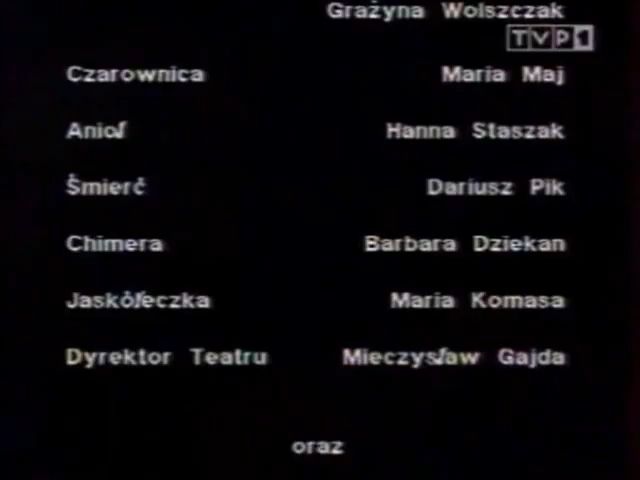 Grażyna Wolszczak
TVP1
Czarownica Maria Maj
Anioł Hanna Staszak
Śmierć Dariusz Pik
Chimera Barbara Dziekan
Jaskółeczka Maria Komasa
Dyrektor Teatru Mieczysław Gajda
oraz